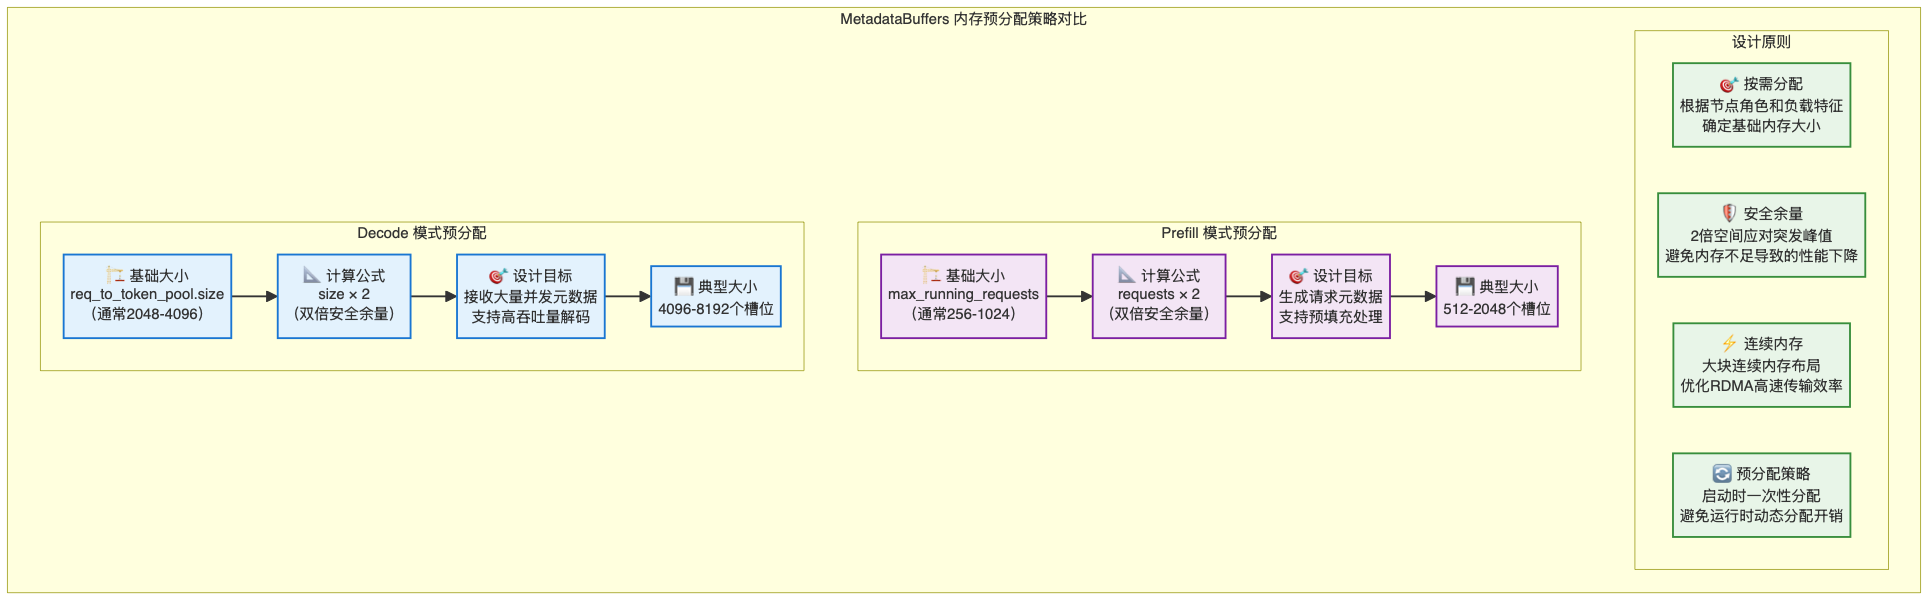 MetadataBuffers 内存预分配策略对比
Decode 模式预分配
🏗️ 基础大小
req_to_token_pool.size
（通常2048-4096）
📐 计算公式
size × 2
（双倍安全余量）
🎯 设计目标
接收大量并发元数据
支持高吞吐量解码
💾 典型大小
4096-8192个槽位
Prefill 模式预分配
🏗️ 基础大小
max_running_requests
（通常256-1024）
📐 计算公式
requests × 2
（双倍安全余量）
🎯 设计目标
生成请求元数据
支持预填充处理
💾 典型大小
512-2048个槽位
设计原则
🎯 按需分配
根据节点角色和负载特征
确定基础内存大小
🛡️ 安全余量
2倍空间应对突发峰值
避免内存不足导致的性能下降
⚡ 连续内存
大块连续内存布局
优化RDMA高速传输效率
🔄 预分配策略
启动时一次性分配
避免运行时动态分配开销